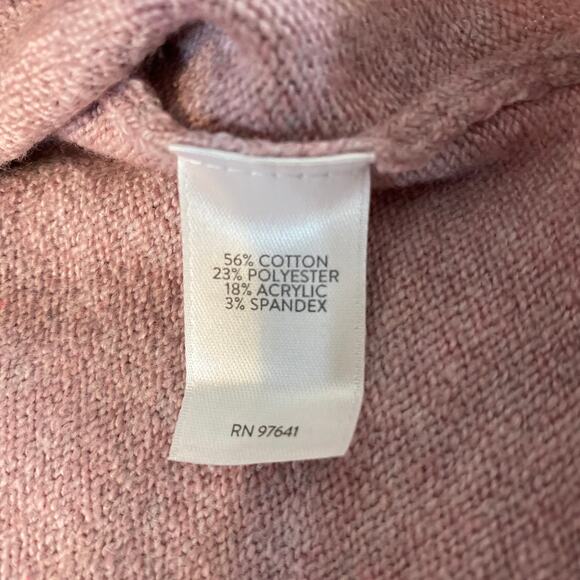 56% COTTON
23% POLYESTER
18% ACRYLIC
3% SPANDEX
RN 97641